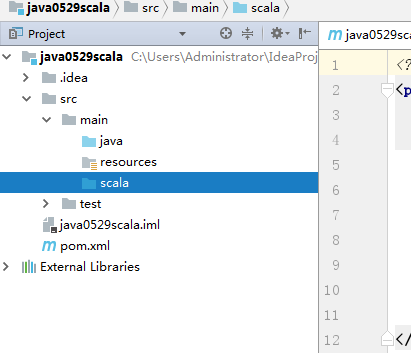 java0529scala src main scala
Project java0529sca
java0529scala C:\Users\Administrator\IdeaProj
.idea
src
main
java
resources
scala
test
java0529scala.iml
m pom.xml
External Libraries
1 <?
2 <p
3
4
5
6
7
8
9
10
11
12 </